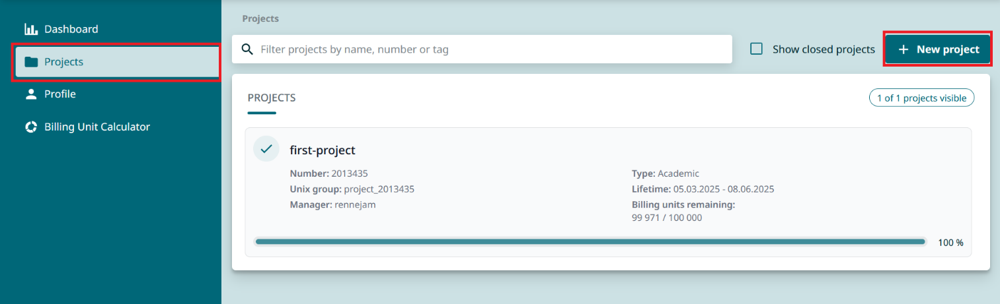 Dashboard
Projects
Profile
Billing Unit Calculator
Projects
Filter projects by name, number or tag
Show closed projects
+ New project
PROJECTS
1 of 1 projects visible
first-project
Number: 2013435
Unix group: project_2013435
Manager: rennejam
Type: Academic
Lifetime: 05.03.2025 - 08.06.2025
Billing units remaining:
99 971 / 100 000
100 %